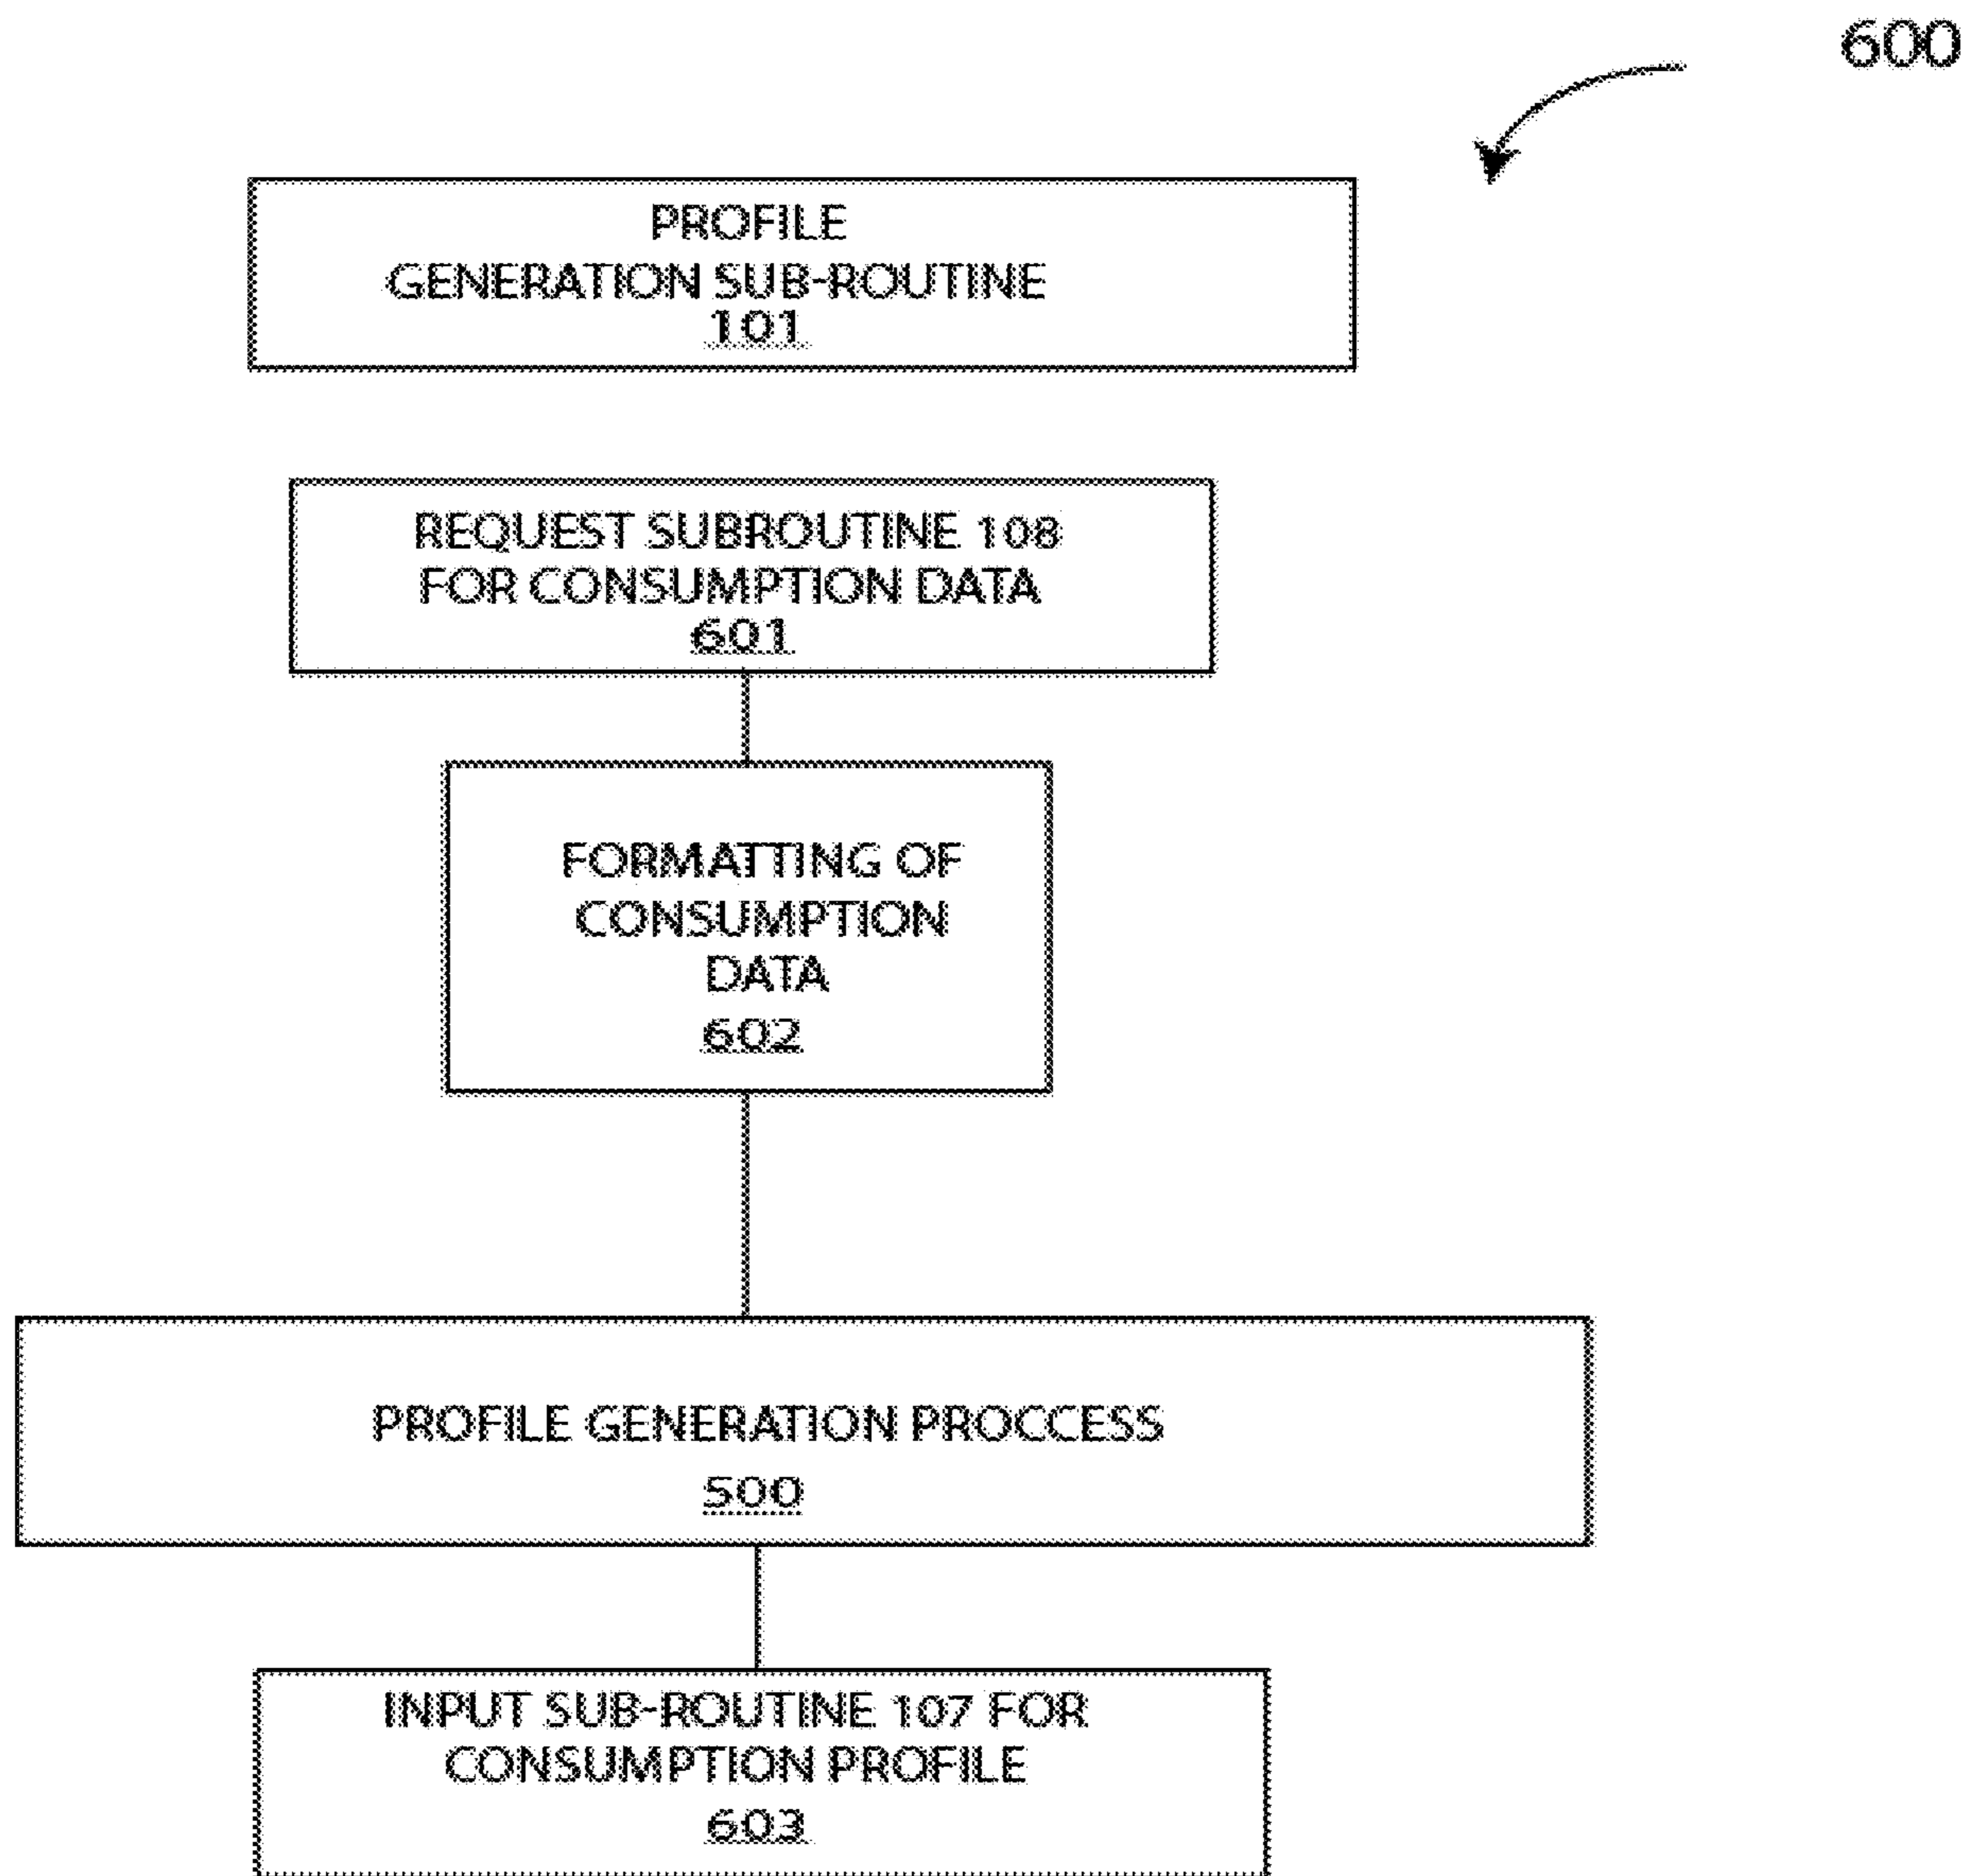 600
PROFILE
GENERATION SUB-ROUTINE
101
REQUEST SUBROUTINE 108
FOR CONSUMPTION DATA
601
FORMATTING OF
CONSUMPTION
DATA
602
PROFILE GENERATION PROCCESS
500
INPUT SUB-ROUTINE 107 FOR
CONSUMPTION PROFILE
603